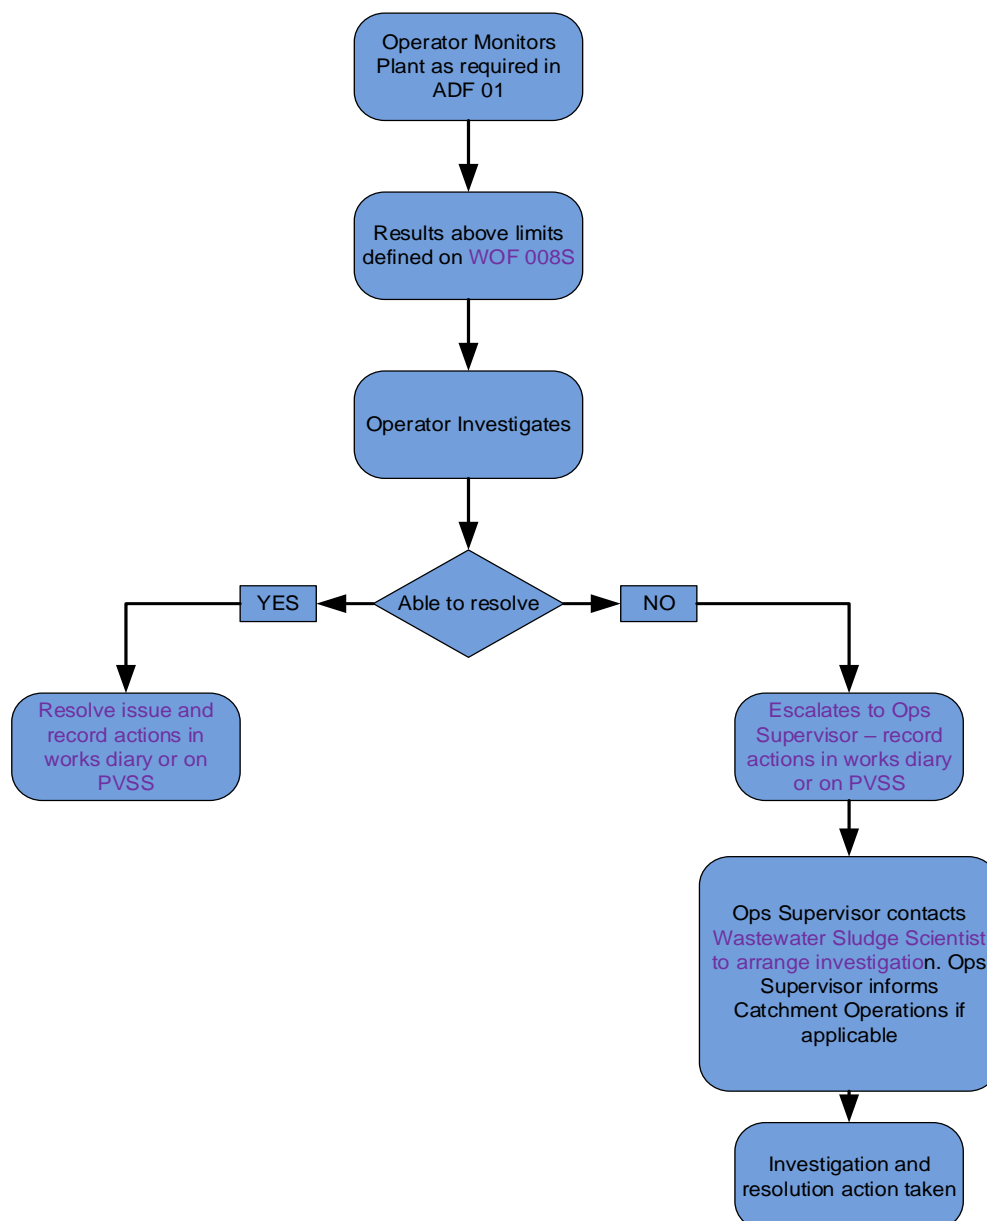 Operator Monitors
Plant as required in
ADF 01
Results above limits
defined on WOF 008S
Operator Investigates
YES
Able to resolve
NO
Resolve issue and
record actions in
works diary or on
PVSS
Escalates to Ops
Supervisor – record
actions in works diary
or on PVSS
Ops Supervisor contacts
Wastewater Sludge Scientist
to arrange investigation. Ops
Supervisor informs
Catchment Operations if
applicable
Investigation and
resolution action taken